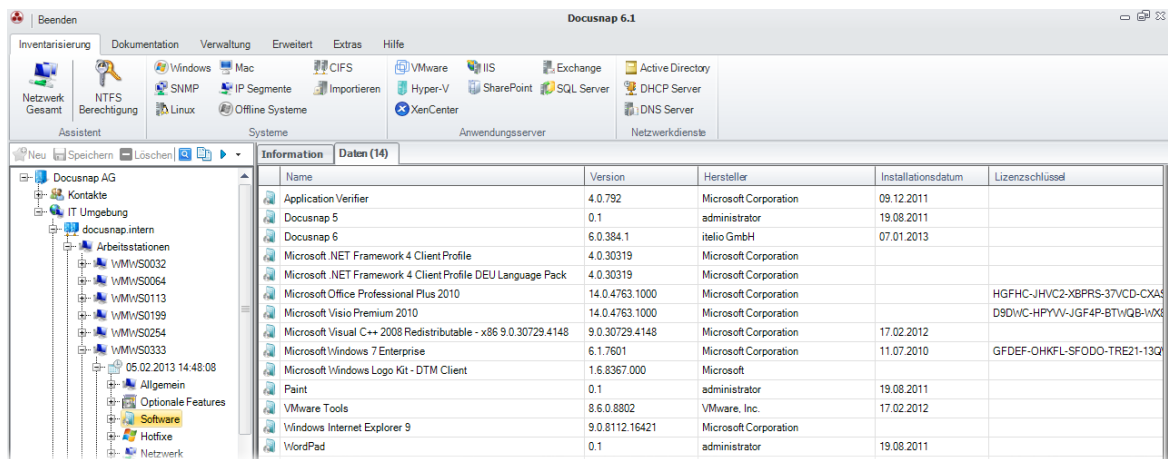 Beenden Docusnap 6.1
Inventarisierung Dokumentation Verwaltung Erweitert Extras Hilfe
Windows Mac CIFS VMware IIS Exchange Active Directory
Netzwerk Gesamt NTFS Berechtigung SNMP IP Segmente Importieren Hyper-V SharePoint SQL Server DHCP Server
Linux Offline Systeme XenCenter DNS Server
Assistent Systeme Anwendungsserver Netzwerkdienste
Neu Speichern Löschen Information Daten (14)
Docusnap AG
Kontakte
IT Umgebung
docusnap.intern
Arbeitsstationen
WMWS0032
WMWS0064
WMWS0113
WMWS0199
WMWS0254
WMWS0333
05.02.2013 14:48:08
Allgemein
Optionale Features
Software
Hotfixe
Netzwerk
Name Version Hersteller Installationsdatum Lizenzschlüssel
Application Verifier 4.0.792 Microsoft Corporation 09.12.2011
Docusnap 5 0.1 administrator 19.08.2011
Docusnap 6 6.0.384.1 itelio GmbH 07.01.2013
Microsoft .NET Framework 4 Client Profile 4.0.30319 Microsoft Corporation
Microsoft .NET Framework 4 Client Profile DEU Language Pack 4.0.30319 Microsoft Corporation
Microsoft Office Professional Plus 2010 14.0.4763.1000 Microsoft Corporation HGFHC-JHVC2-XBPRS-37VCD-CXAS
Microsoft Visio Premium 2010 14.0.4763.1000 Microsoft Corporation
Microsoft Visual C++ 2008 Redistributable - x86 9.0.30729.4148 9.0.30729.4148 Microsoft Corporation 17.02.2012
Microsoft Windows 7 Enterprise 6.1.7601 Microsoft Corporation 11.07.2010 GFDEF-OHKFL-SFODO-TRE21-13Q
Microsoft Windows Logo Kit - DTM Client 1.6.8367.000 Microsoft
Paint 0.1 administrator 19.08.2011
VMware Tools 8.6.0.8802 VMware, Inc. 17.02.2012
Windows Internet Explorer 9 9.0.8112.16421 Microsoft Corporation
WordPad 0.1 administrator 19.08.2011